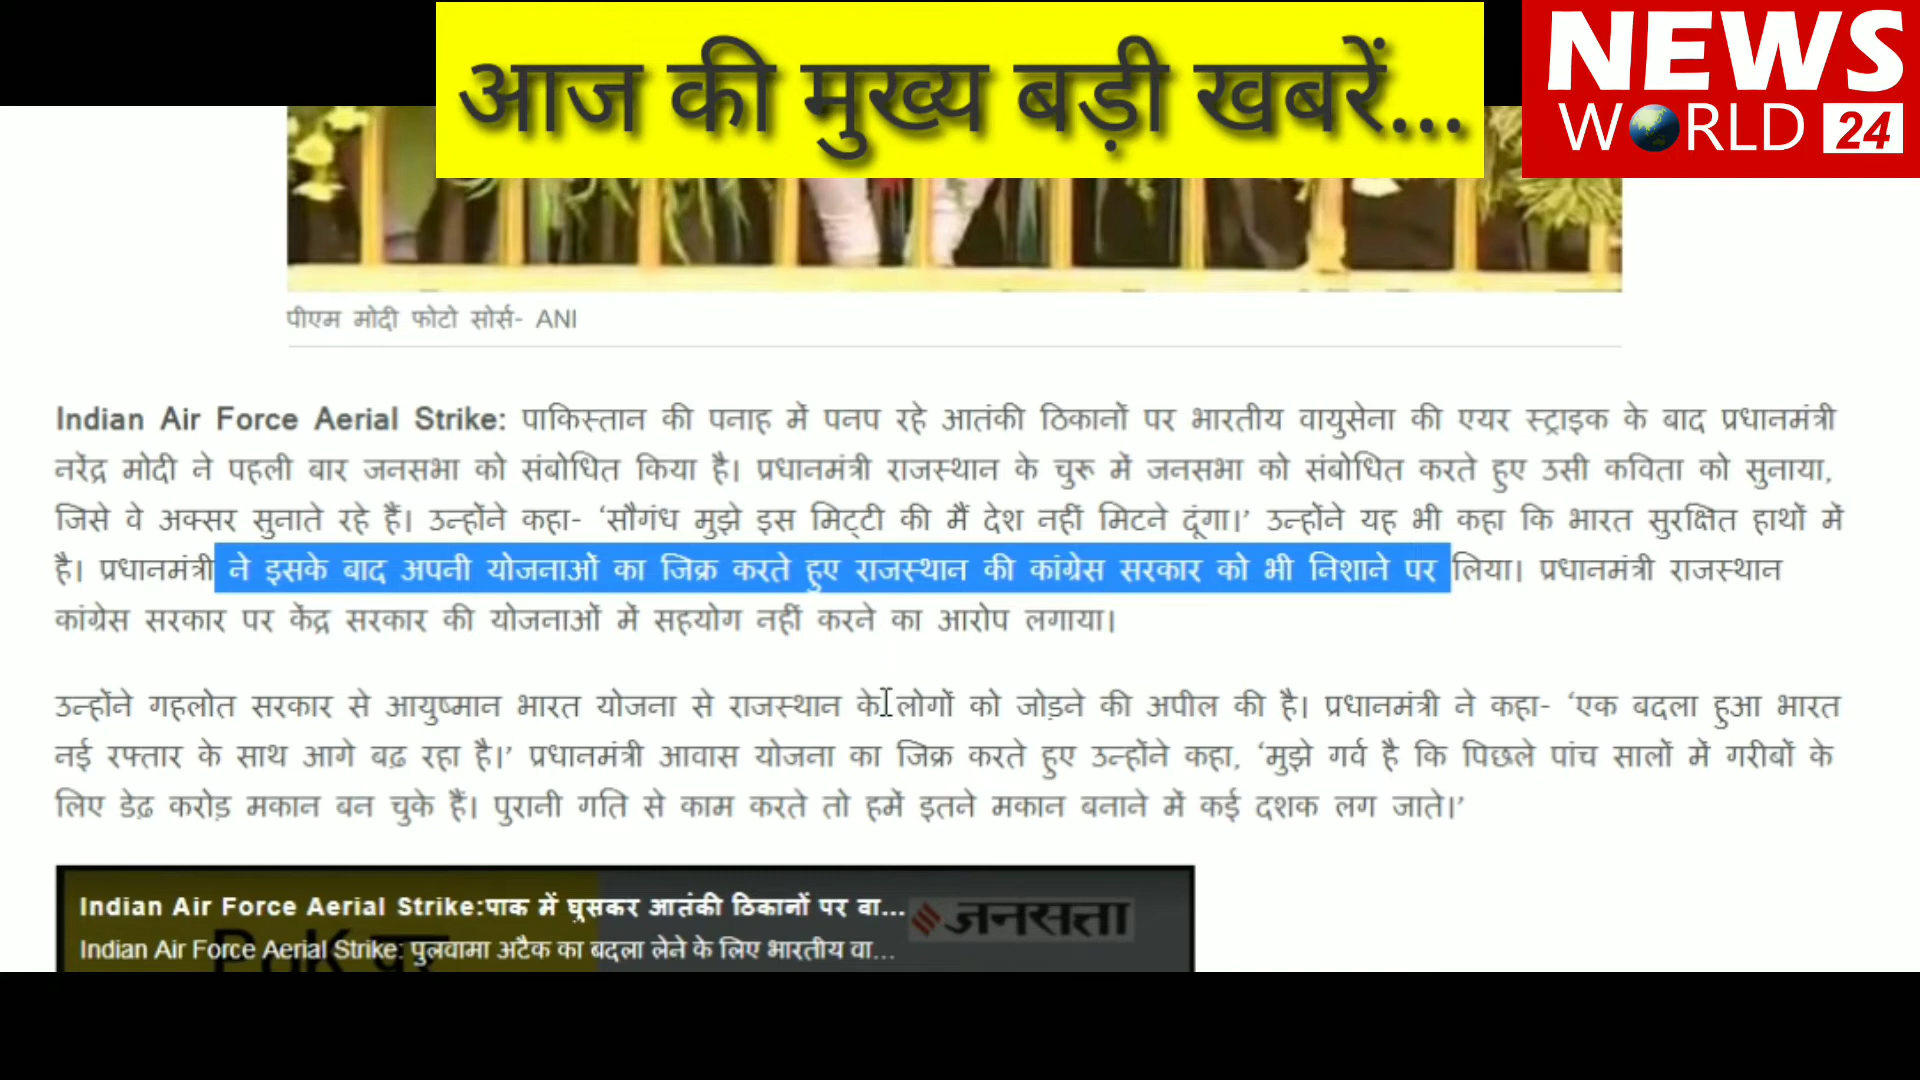 आज की मुख्य बड़ी खबरें...
NEWS
WORLD 24
पीएम मोदी फोटो सोर्स- ANI
Indian Air Force Aerial Strike: पाकिस्तान की पनाह में पनप रहे आतंकी ठिकानों पर भारतीय वायुसेना की एयर स्ट्राइक के बाद प्रधानमंत्री
नरेंद्र मोदी ने पहली बार जनसभा को संबोधित किया है। प्रधानमंत्री राजस्थान के चुरू में जनसभा को संबोधित करते हुए उसी कविता को सुनाया,
जिसे वे अक्सर सुनाते रहे हैं। उन्होंने कहा- ‘सौगंध मुझे इस मिट्टी की मैं देश नहीं मिटने दूंगा।’ उन्होंने यह भी कहा कि भारत सुरक्षित हाथों में
है। प्रधानमंत्री ने इसके बाद अपनी योजनाओं का जिक्र करते हुए राजस्थान की कांग्रेस सरकार को भी निशाने पर लिया। प्रधानमंत्री राजस्थान
कांग्रेस सरकार पर केंद्र सरकार की योजनाओं में सहयोग नहीं करने का आरोप लगाया।
उन्होंने गहलोत सरकार से आयुष्मान भारत योजना से राजस्थान के लोगों को जोड़ने की अपील की है। प्रधानमंत्री ने कहा- ‘एक बदला हुआ भारत
नई रफ्तार के साथ आगे बढ़ रहा है।’ प्रधानमंत्री आवास योजना का जिक्र करते हुए उन्होंने कहा, ‘मुझे गर्व है कि पिछले पांच सालों में गरीबों के
लिए डेढ़ करोड़ मकान बन चुके हैं। पुरानी गति से काम करते तो हमें इतने मकान बनाने में कई दशक लग जाते।’
Indian Air Force Aerial Strike:पाक में घूसकर आतंकी ठिकानों पर वा...
जनसत्ता
Indian Air Force Aerial Strike: पुलवामा अटैक का बदला लेने के लिए भारतीय वा...
PoK पर